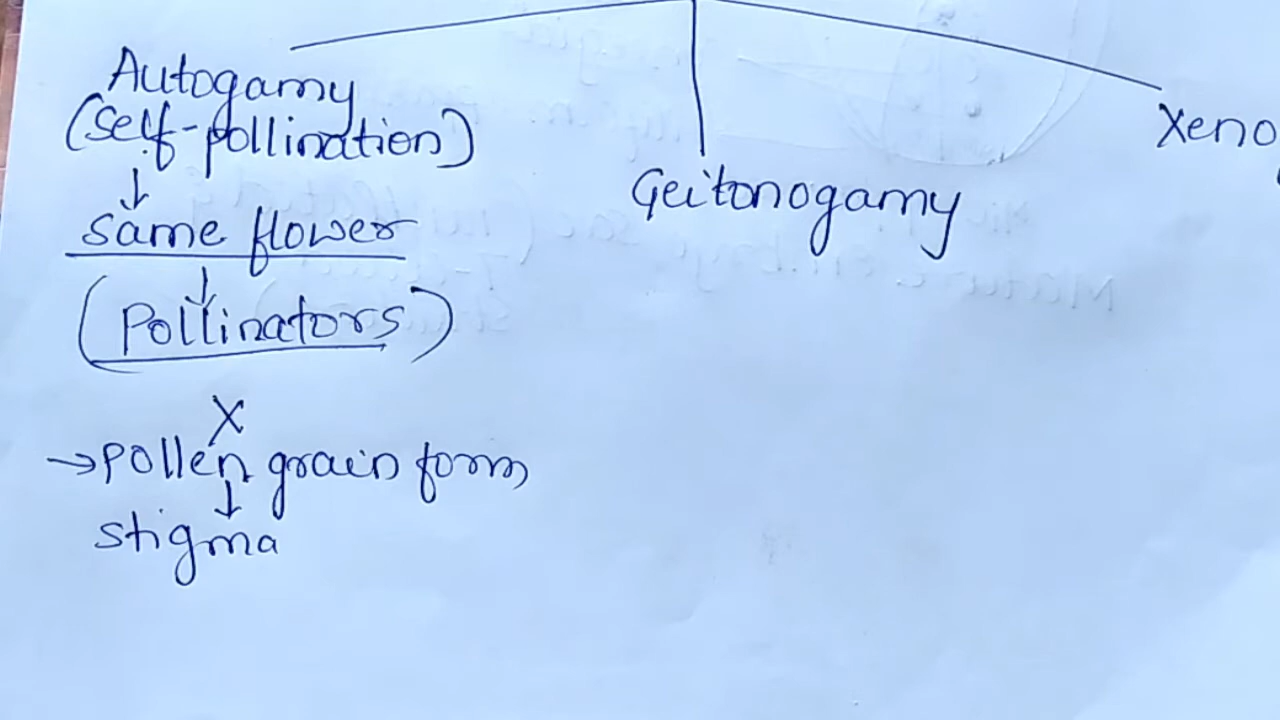 Autogamy
(self-pollination)
↓
same flower
↓
(Pollinators)
X
→pollen grain form
↓
stigma
Geitonogamy
Xeno